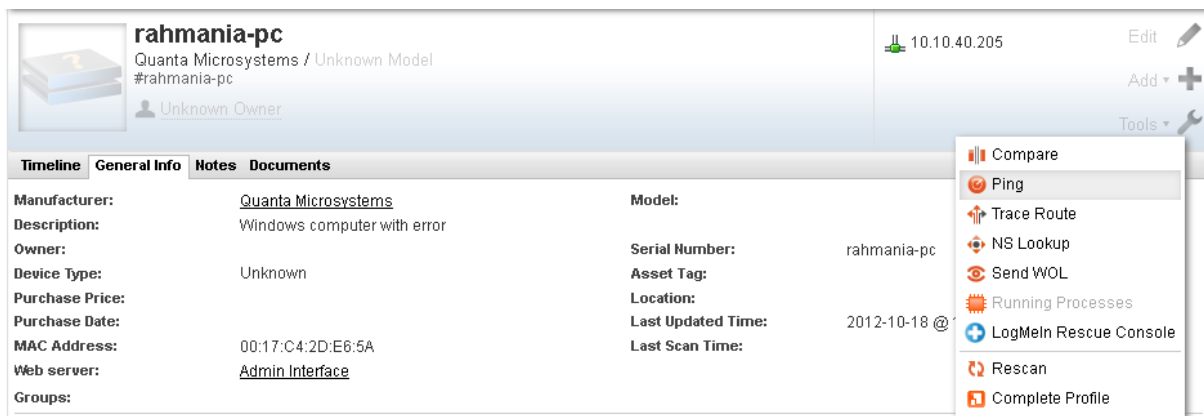 rahmania-pc
Quanta Microsystems / Unknown Model
#rahmania-pc
Unknown Owner
10.10.40.205
Edit
Add
Tools
Timeline General Info Notes Documents
Manufacturer: Quanta Microsystems Model:
Description: Windows computer with error
Owner: Serial Number: rahmania-pc
Device Type: Unknown Asset Tag:
Purchase Price: Location:
Purchase Date: Last Updated Time: 2012-10-18 @
MAC Address: 00:17:C4:2D:E6:5A Last Scan Time:
Web server: Admin Interface
Groups:
Compare
Ping
Trace Route
NS Lookup
Send WOL
Running Processes
LogMeIn Rescue Console
Rescan
Complete Profile